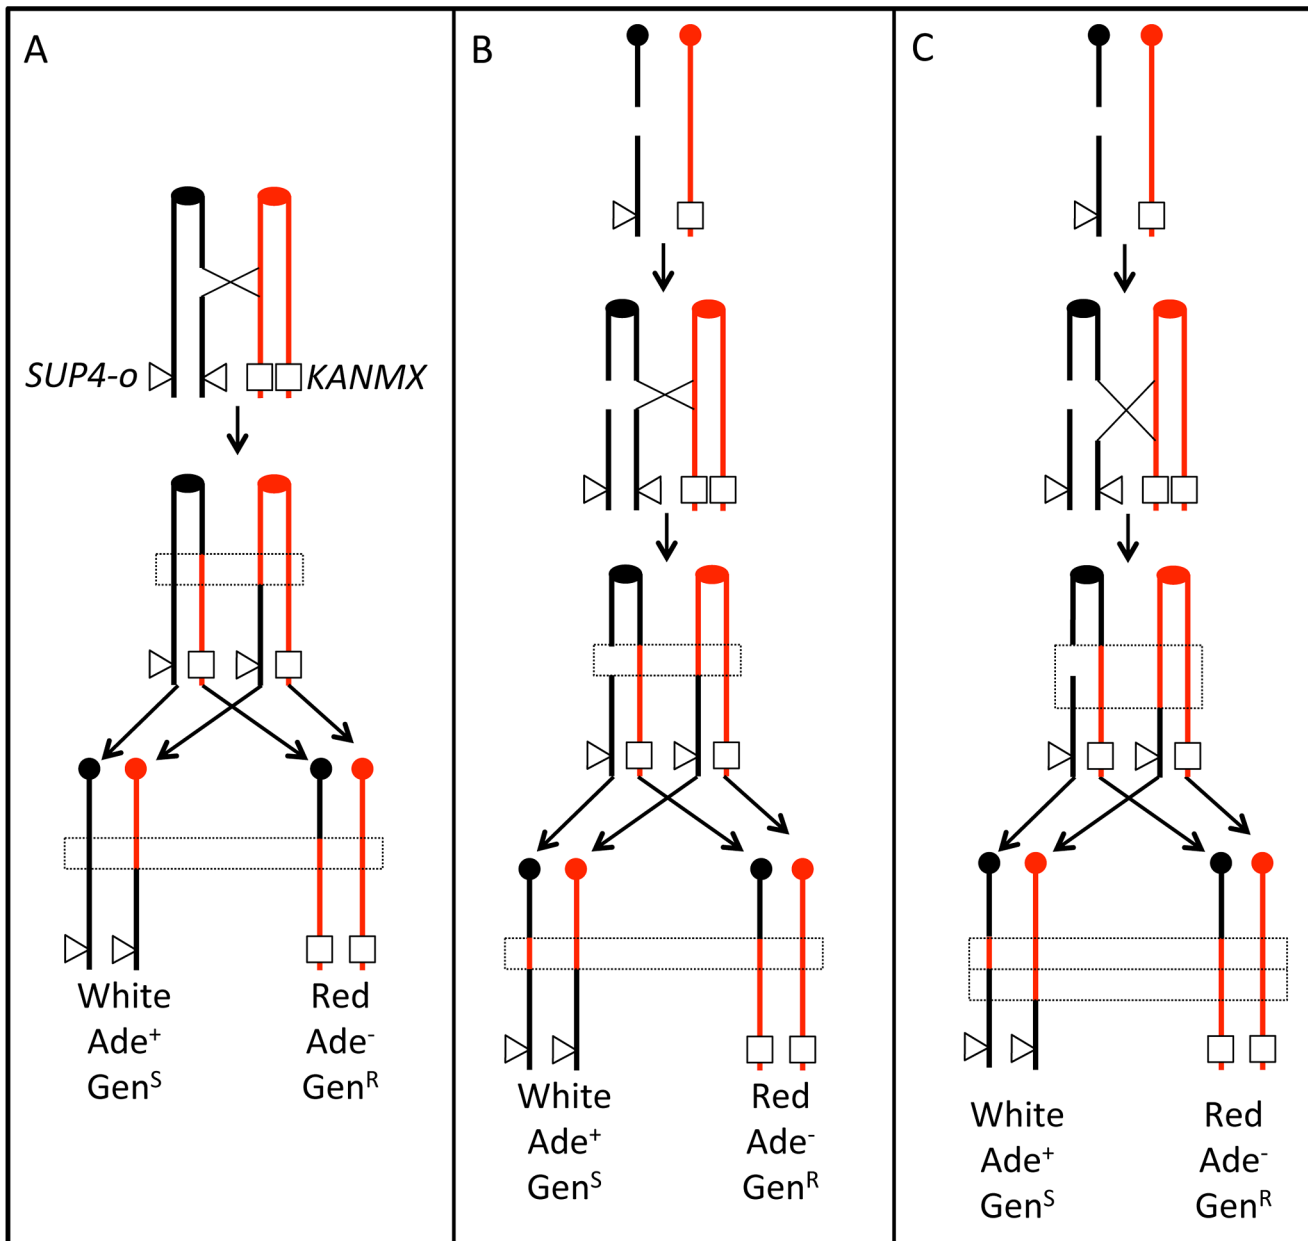 A
SUP4-o
KANMX
White
Ade⁺
Genˢ
Red
Ade⁻
Genᴿ
B
White
Ade⁺
Genˢ
Red
Ade⁻
Genᴿ
C
White
Ade⁺
Genˢ
Red
Ade⁻
Genᴿ